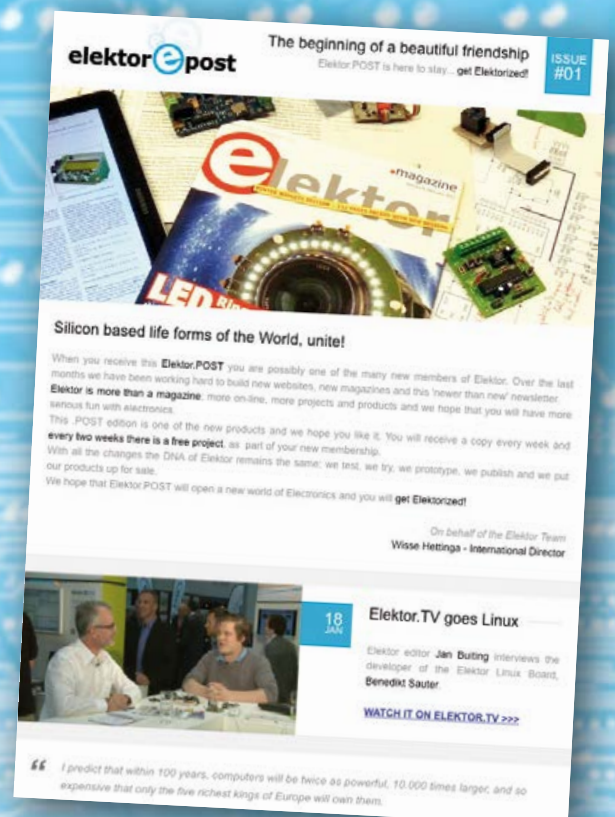 elektor e post
The beginning of a beautiful friendship
Elektor.POST is here to stay... get Elektorized!
ISSUE
#01
elektor
magazine
LED
Silicon based life forms of the World, unite!
When you receive this Elektor.POST you are possibly one of the many new members of Elektor. Over the last
months we have been working hard to build new websites, new magazines and this 'newer than new' newsletter.
Elektor is more than a magazine; more on-line, more projects and products and we hope that you will have more
serious fun with electronics.
This .POST edition is one of the new products and we hope you like it. You will receive a copy every week and
every two weeks there is a free project, as part of your new membership.
With all the changes the DNA of Elektor remains the same: we test, we try, we prototype, we publish and we put
our products up for sale.
We hope that Elektor.POST will open a new world of Electronics and you will get Elektorized!
On behalf of the Elektor Team
Wisse Hettinga - International Director
18
JAN
Elektor.TV goes Linux
Elektor editor Jan Buiting interviews the
developer of the Elektor Linux Board,
Benedikt Sauter.
WATCH IT ON ELEKTOR.TV >>>
“ I predict that within 100 years, computers will be twice as powerful, 10.000 times larger, and so
expensive that only the five richest kings of Europe will own them.